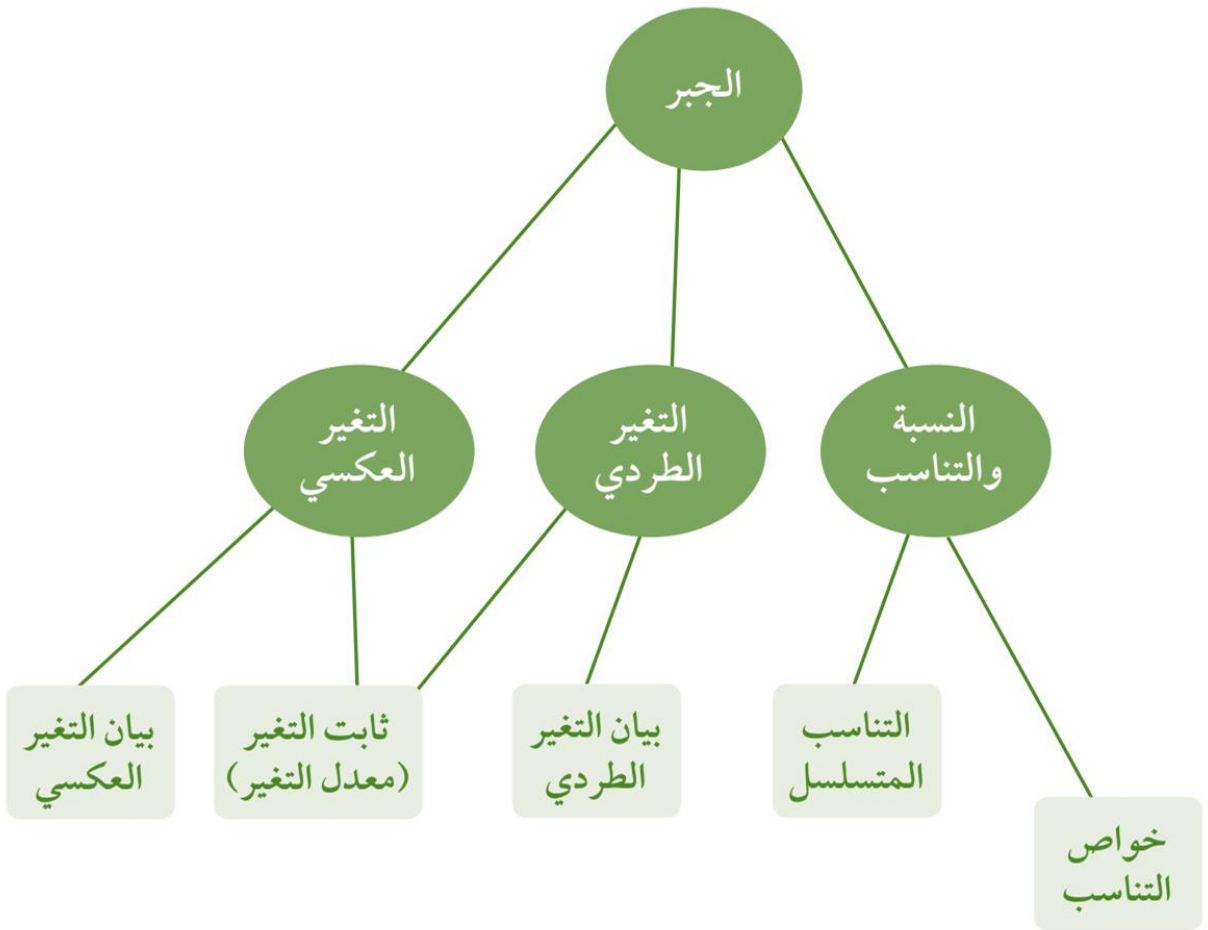 الجبر
النسبة
والتناسب
التغير
الطردي
التغير
العكسي
خواص
التناسب
التناسب
المتسلسل
بيان التغير
الطردي
ثابت التغير
(معدل التغير)
بيان التغير
العكسي